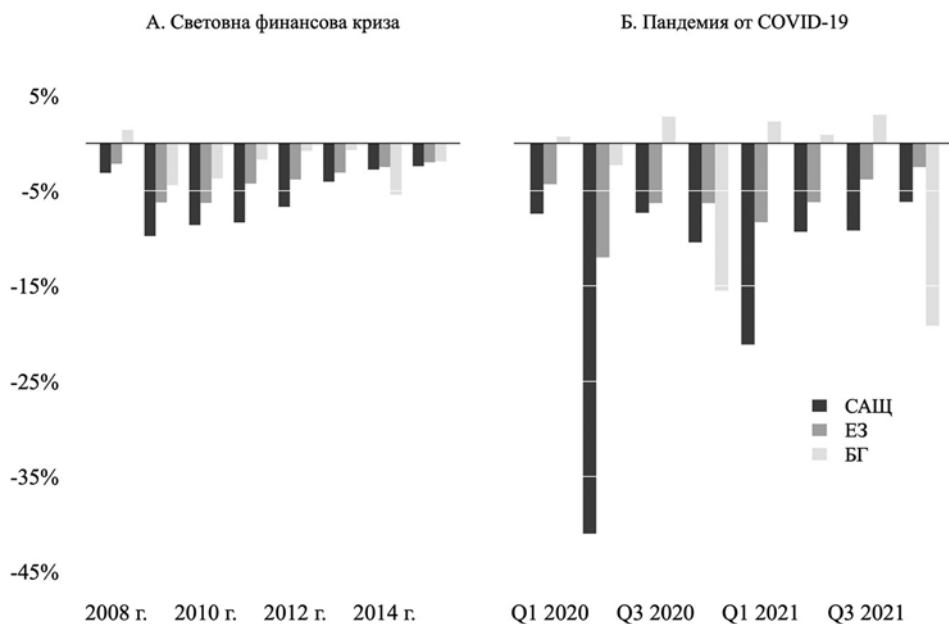 А. Световна финансова криза
Б. Пандемия от COVID-19
5%
-5%
-15%
-25%
-35%
-45%
САЩ
ЕЗ
БГ
2008 г. 2010 г. 2012 г. 2014 г.
Q1 2020 Q3 2020 Q1 2021 Q3 2021